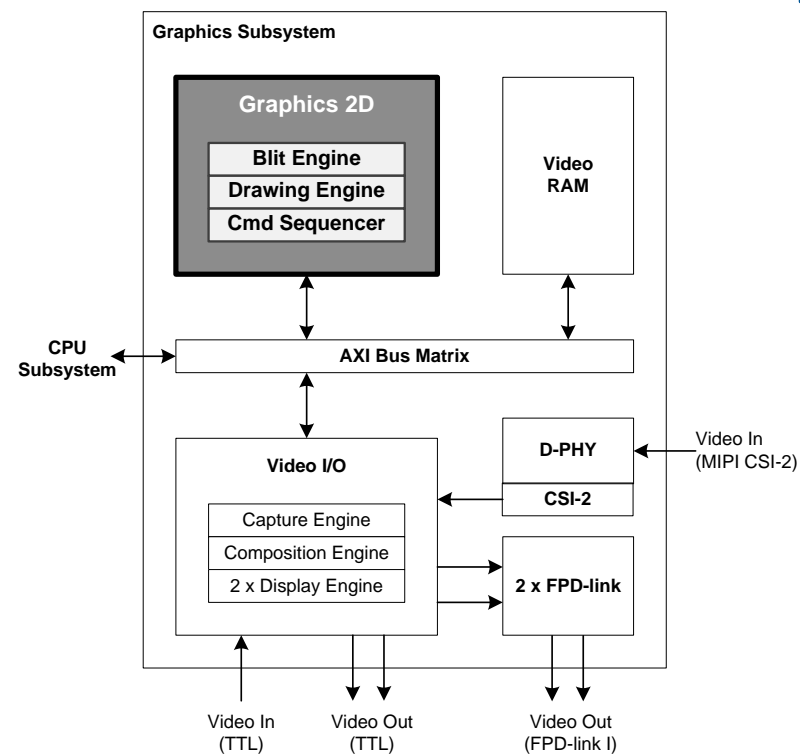 Graphics Subsystem
Graphics 2D
Blit Engine
Drawing Engine
Cmd Sequencer
Video
RAM
CPU
Subsystem
AXI Bus Matrix
Video I/O
Capture Engine
Composition Engine
2 x Display Engine
D-PHY
CSI-2
Video In
(MIPI CSI-2)
2 x FPD-link
Video In
(TTL)
Video Out
(TTL)
Video Out
(FPD-link I)